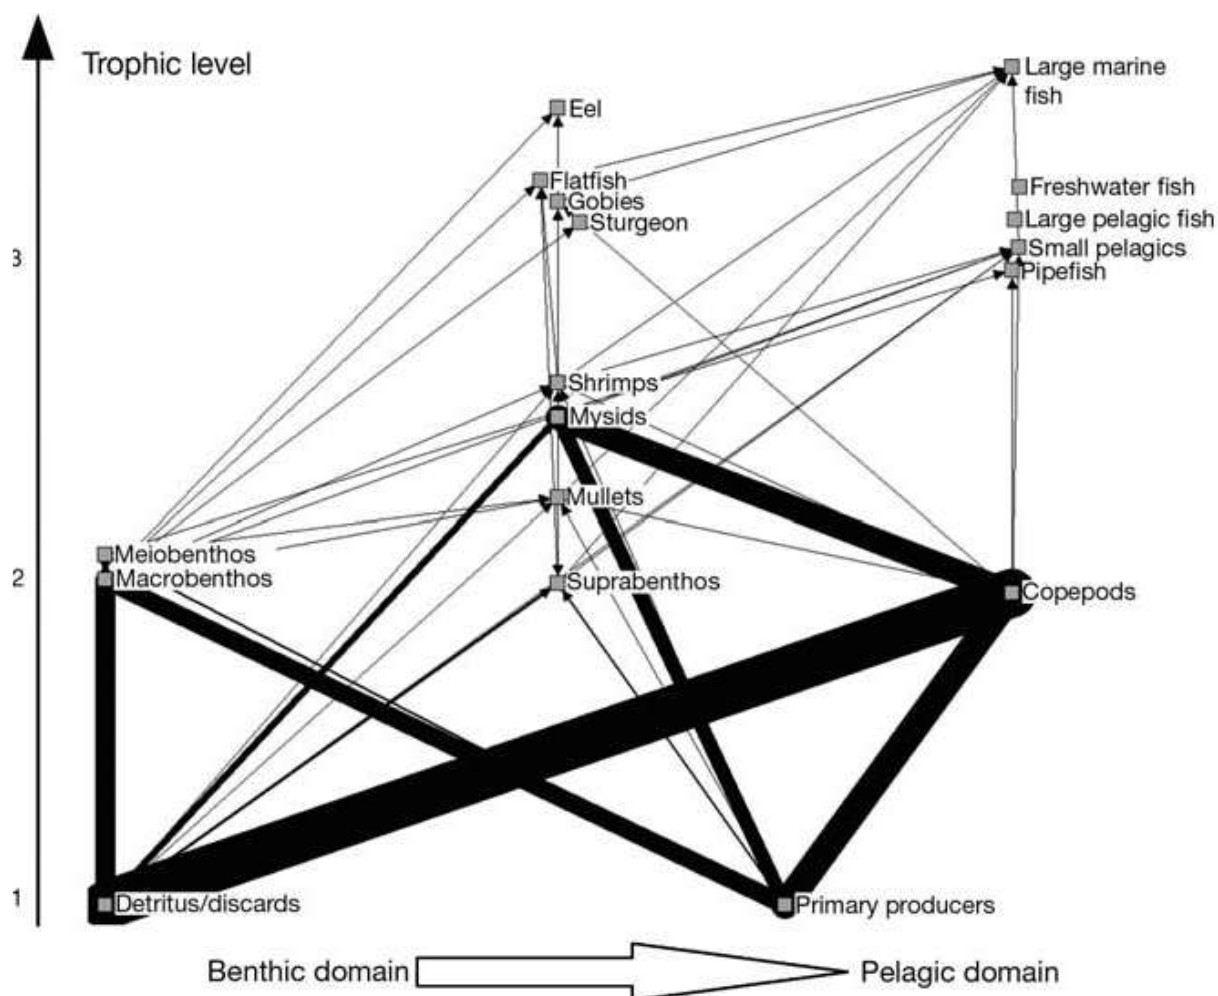 Trophic level
Large marine
fish
Eel
Flatfish
Freshwater fish
Gobies
Large pelagic fish
Sturgeon
Small pelagics
3
Pipefish
Shrimps
Mysids
Mullets
Meiobenthos
2
Macrobenthos
Suprabenthos
Copepods
1
Detritus/discards
Primary producers
Benthic domain
Pelagic domain